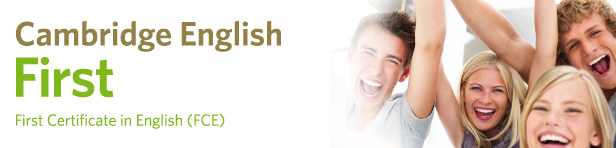 Cambridge English
First
First Certificate in English (FCE)